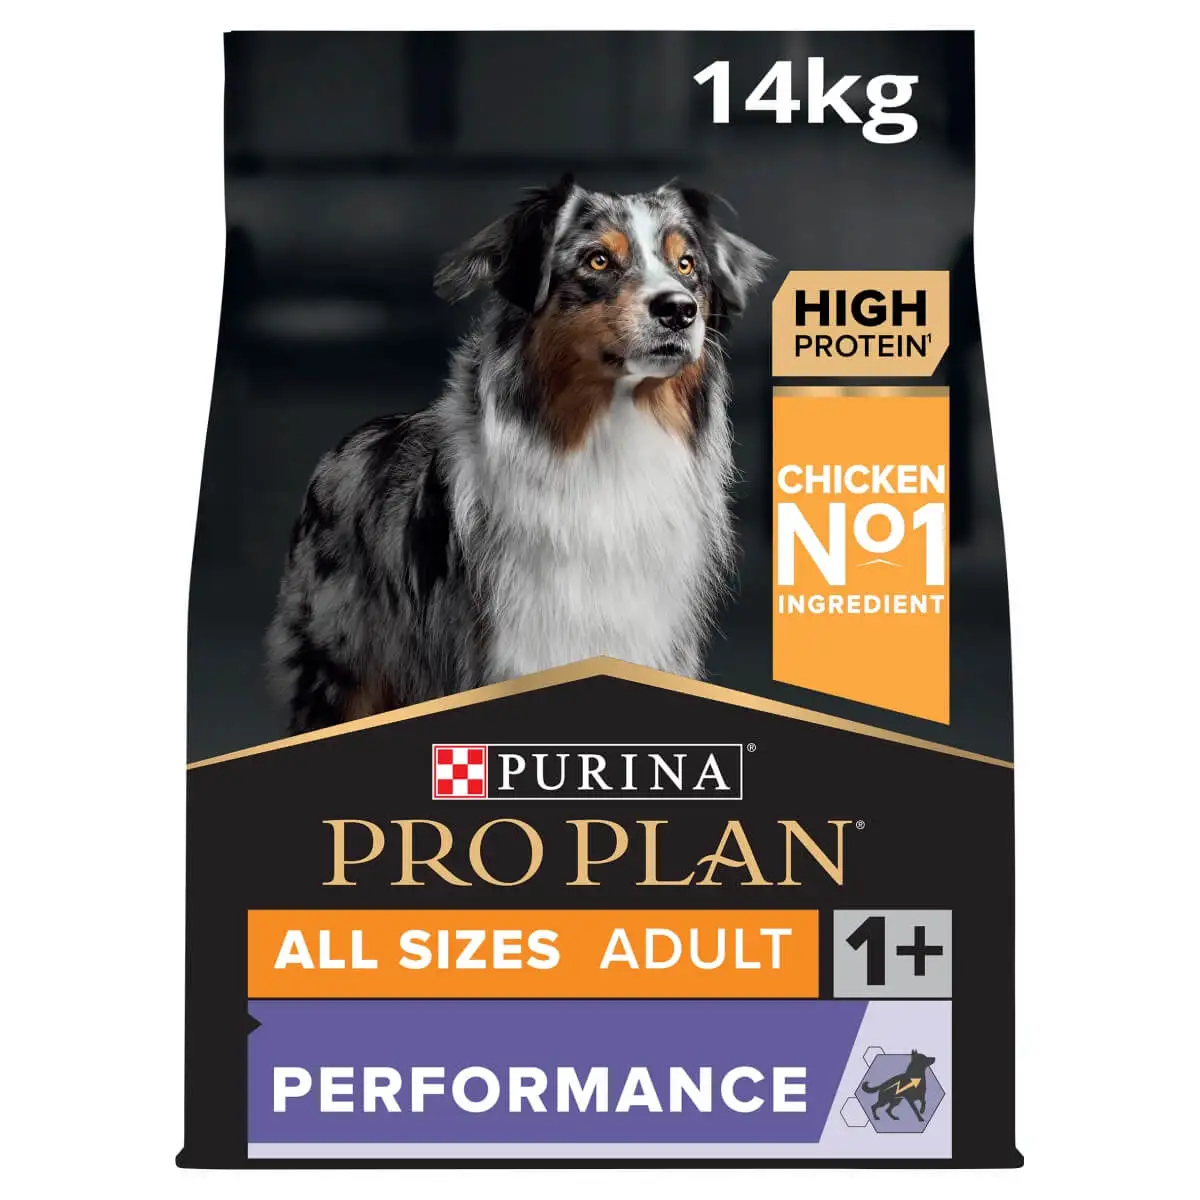 14kg
HIGH
PROTEIN¹
CHICKEN
Nº1
INGREDIENT
PURINA®
PRO PLAN®
ALL SIZES ADULT 1+
PERFORMANCE